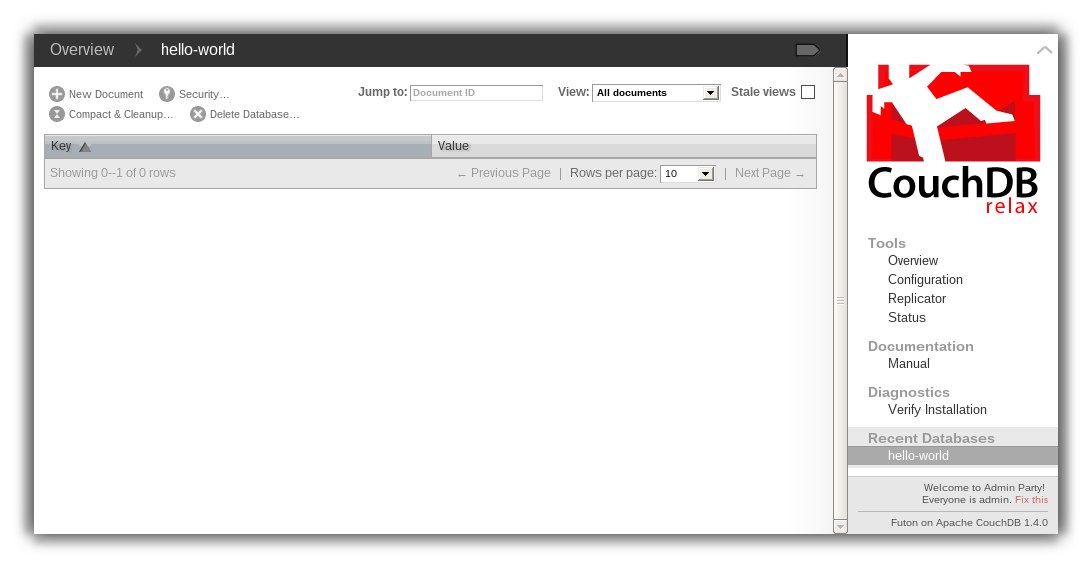 Overview hello-world
New Document Security… Jump to: Document ID View: All documents Stale views
Compact & Cleanup… Delete Database…
Key Value
Showing 0--1 of 0 rows ← Previous Page | Rows per page: 10 | Next Page →
CouchDB
relax
Tools
Overview
Configuration
Replicator
Status
Documentation
Manual
Diagnostics
Verify Installation
Recent Databases
hello-world
Welcome to Admin Party!
Everyone is admin. Fix this
Futon on Apache CouchDB 1.4.0